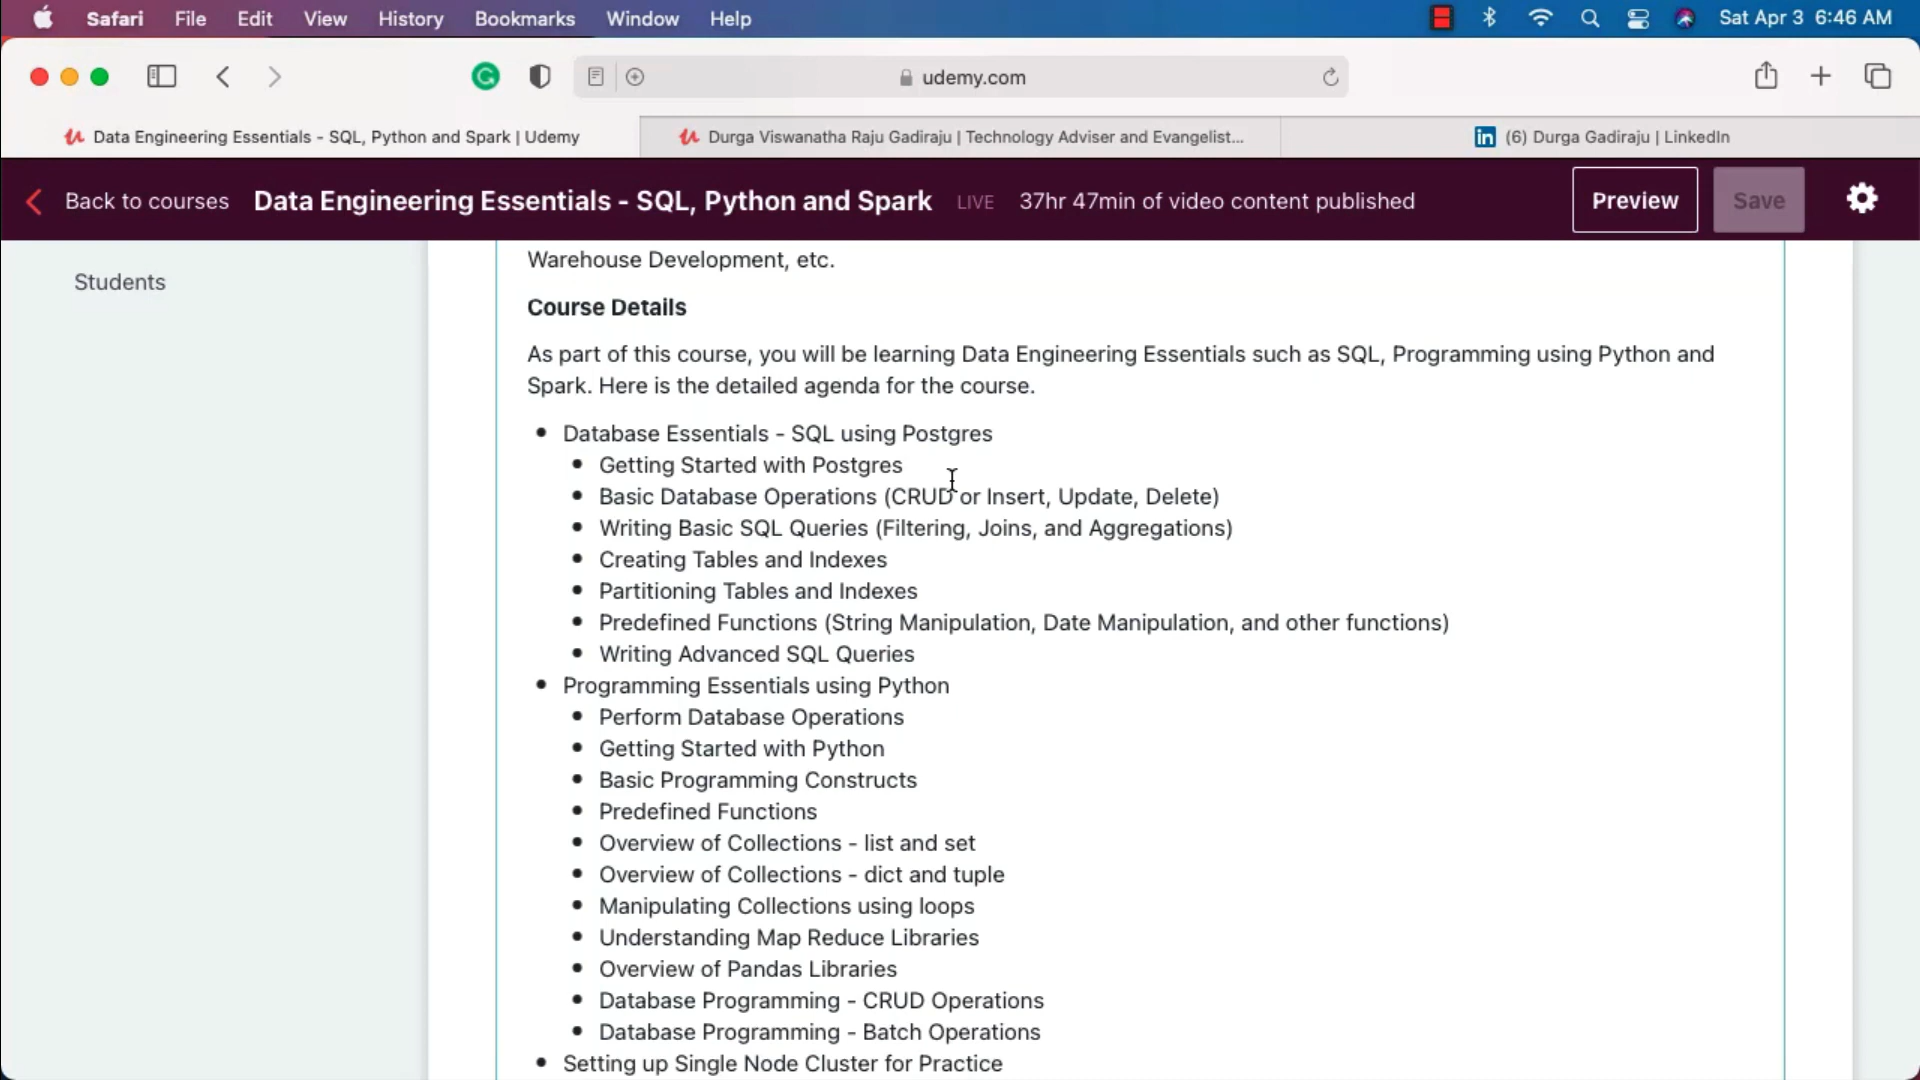 Safari File Edit View History Bookmarks Window Help Sat Apr 3 6:46 AM
udemy.com
Data Engineering Essentials - SQL, Python and Spark | Udemy
Durga Viswanatha Raju Gadiraju | Technology Adviser and Evangelist...
(6) Durga Gadiraju | LinkedIn
Back to courses Data Engineering Essentials - SQL, Python and Spark LIVE 37hr 47min of video content published Preview Save
Students
Warehouse Development, etc.
Course Details
As part of this course, you will be learning Data Engineering Essentials such as SQL, Programming using Python and
Spark. Here is the detailed agenda for the course.
Database Essentials - SQL using Postgres
Getting Started with Postgres
Basic Database Operations (CRUD or Insert, Update, Delete)
Writing Basic SQL Queries (Filtering, Joins, and Aggregations)
Creating Tables and Indexes
Partitioning Tables and Indexes
Predefined Functions (String Manipulation, Date Manipulation, and other functions)
Writing Advanced SQL Queries
Programming Essentials using Python
Perform Database Operations
Getting Started with Python
Basic Programming Constructs
Predefined Functions
Overview of Collections - list and set
Overview of Collections - dict and tuple
Manipulating Collections using loops
Understanding Map Reduce Libraries
Overview of Pandas Libraries
Database Programming - CRUD Operations
Database Programming - Batch Operations
Setting up Single Node Cluster for Practice